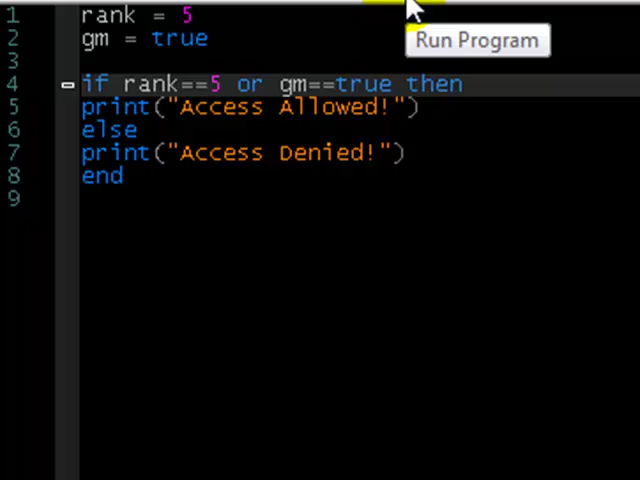 1 rank = 5
2 gm = true
Run Program
3
4 if rank==5 or gm==true then
5 print("Access Allowed!")
6 else
7 print("Access Denied!")
8 end
9